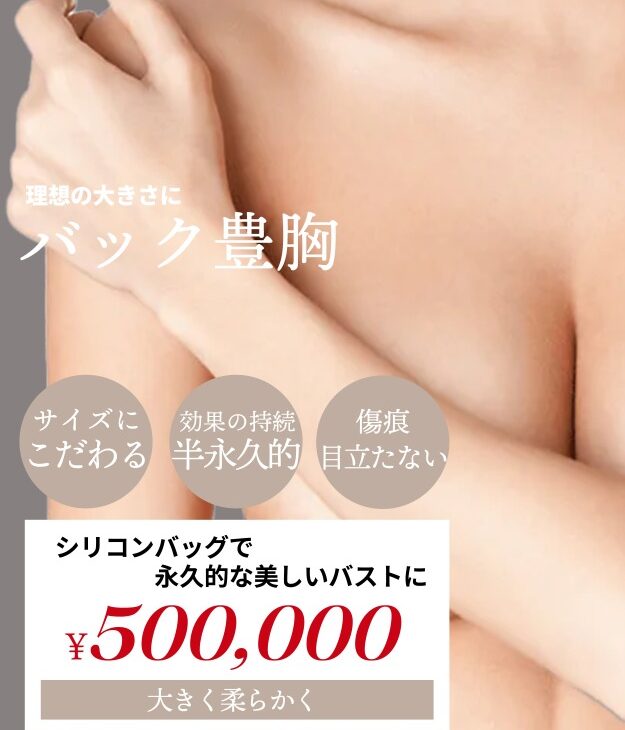 理想の大きさに
バック豊胸
サイズに
こだわる
効果の持続
半永久的
傷痕
目立たない
シリコンバッグで
永久的な美しいバストに
¥500,000
大きく柔らかく